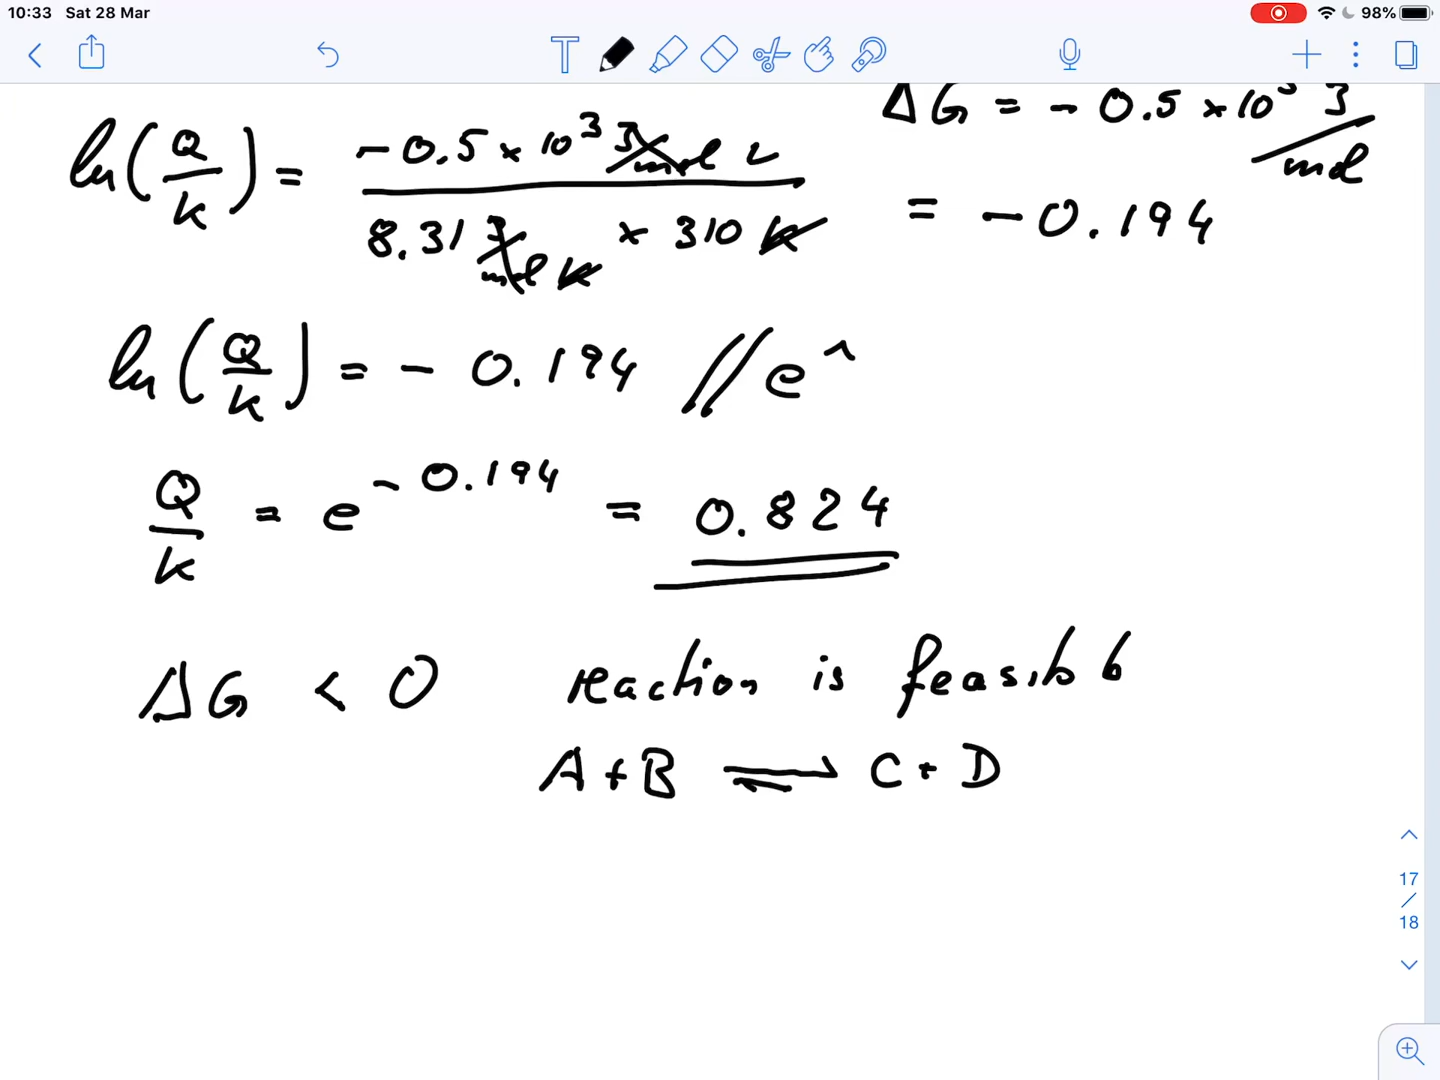 10:33 Sat 28 Mar 98%
ΔG = - 0.5 × 10³ J/mol
ln(Q/K) = -0.5 × 10³ J/mol / 8.31 J/mol K × 310 K = -0.194
ln(Q/K) = - 0.194 // e^
Q/K = e^-0.194 = 0.824
ΔG < 0 reaction is feasible
A + B ⇌ C + D
17
/
18